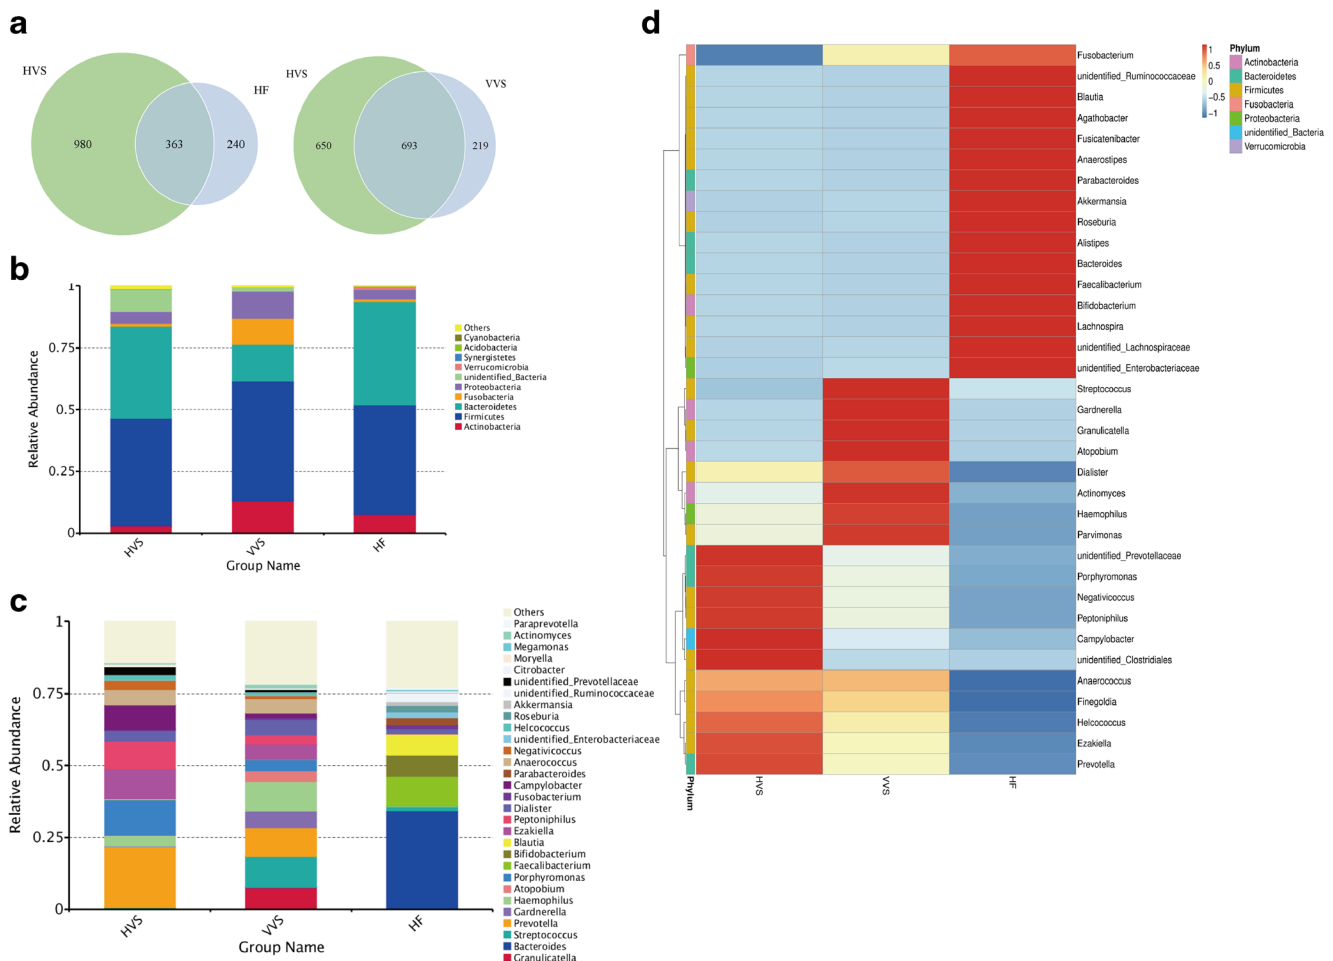 a
HVS
HF
980
363
240
HVS
VVS
650
693
219
b
Relative Abundance
1
0.75
0.5
0.25
0
HVS
VVS
HF
Group Name
Others
Cyanobacteria
Acidobacteria
Synergistetes
Verrucomicrobia
unidentified_Bacteria
Proteobacteria
Fusobacteria
Bacteroidetes
Firmicutes
Actinobacteria
c
Relative Abundance
1
0.75
0.5
0.25
0
HVS
VVS
HF
Group Name
Others
Paraprevotella
Actinomyces
Megamonas
Moryella
Citrobacter
unidentified_Prevotellaceae
unidentified_Ruminococcaceae
Akkermansia
Roseburia
Helcococcus
unidentified_Enterobacteriaceae
Negativicoccus
Anaerococcus
Parabacteroides
Campylobacter
Fusobacterium
Dialister
Peptoniphilus
Ezakiella
Blautia
Bifidobacterium
Faecalibacterium
Porphyromonas
Atopobium
Haemophilus
Gardnerella
Prevotella
Streptococcus
Bacteroides
Granulicatella
d
Fusobacterium
unidentified_Ruminococcaceae
Blautia
Agathobacter
Fusicatenibacter
Anaerostipes
Parabacteroides
Akkermansia
Roseburia
Alistipes
Bacteroides
Faecalibacterium
Bifidobacterium
Lachnospira
unidentified_Lachnospiraceae
unidentified_Enterobacteriaceae
Streptococcus
Gardnerella
Granulicatella
Atopobium
Dialister
Actinomyces
Haemophilus
Parvimonas
unidentified_Prevotellaceae
Porphyromonas
Negativicoccus
Peptoniphilus
Campylobacter
unidentified_Clostridiales
Anaerococcus
Finegoldia
Helcococcus
Ezakiella
Prevotella
Phylum
HVS
VVS
HF
1
0.5
0
−0.5
−1
Phylum
Actinobacteria
Bacteroidetes
Firmicutes
Fusobacteria
Proteobacteria
unidentified_Bacteria
Verrucomicrobia